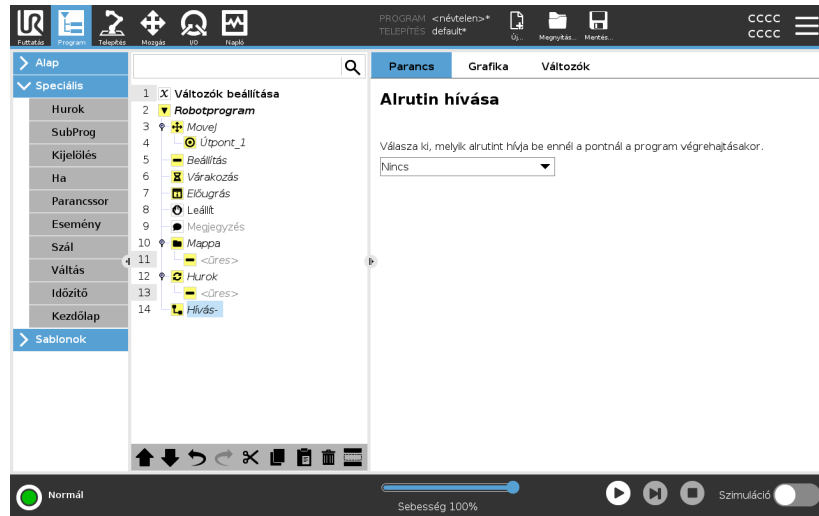 UR
Futtatás
Program
Telepítés
Mozgás
I/O
Napló
PROGRAM <névtelen>*
TELEPÍTÉS default*
Új...
Megnyitás...
Mentés...
CCCC
CCCC
Alap
Speciális
Hurok
SubProg
Kijelölés
Ha
Parancssor
Esemény
Szál
Váltás
Időzítő
Kezdőlap
Sablonok
1 X Változók beállítása
2 Robotprogram
3 MoveJ
4 Útpont_1
5 Beállítás
6 Várakozás
7 Előugrás
8 Leállít
9 Megjegyzés
10 Mappa
11 <üres>
12 Hurok
13 <üres>
14 Hívás-
Parancs
Grafika
Változók
Alrutin hívása
Válasza ki, melyik alrutint hívja be ennél a pontnál a program végrehajtásakor.
Nincs
Normál
Sebesség 100%
Szimuláció